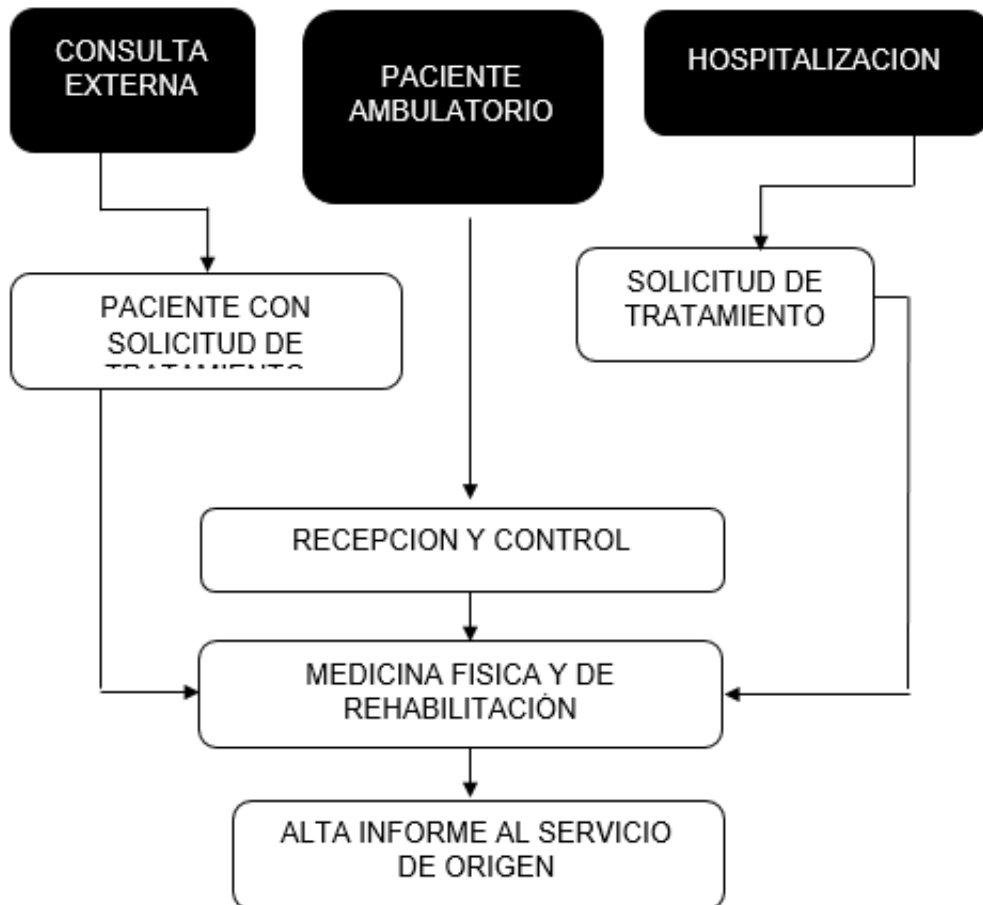 CONSULTA
EXTERNA
PACIENTE
AMBULATORIO
HOSPITALIZACION
PACIENTE CON
SOLICITUD DE
TRATAMIENTO
SOLICITUD DE
TRATAMIENTO
RECEPCION Y CONTROL
MEDICINA FISICA Y DE
REHABILITACIÓN
ALTA INFORME AL SERVICIO
DE ORIGEN